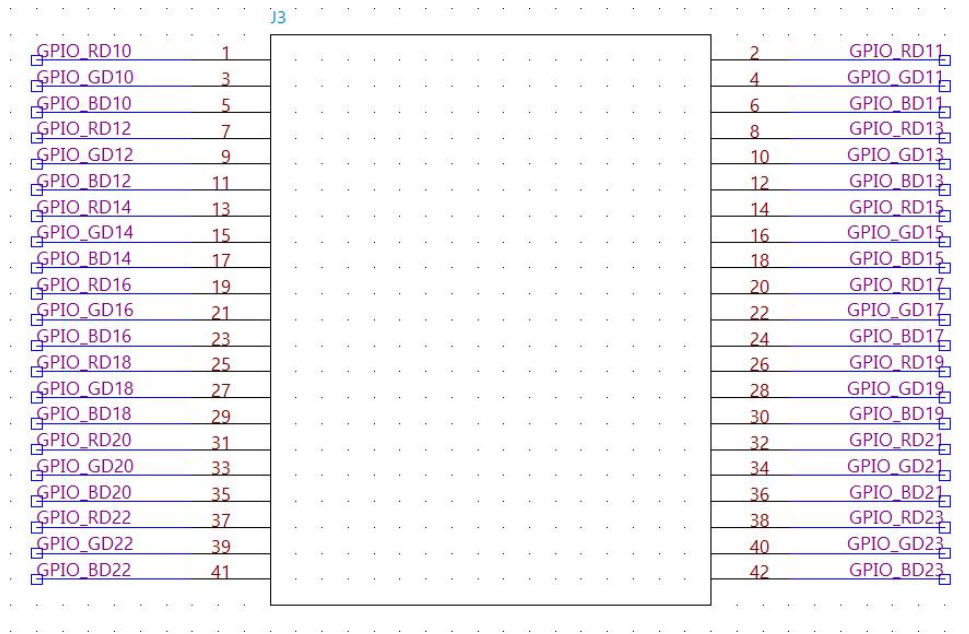 J3
GPIO_RD10 1 2 GPIO_RD11
GPIO_GD10 3 4 GPIO_GD11
GPIO_BD10 5 6 GPIO_BD11
GPIO_RD12 7 8 GPIO_RD13
GPIO_GD12 9 10 GPIO_GD13
GPIO_BD12 11 12 GPIO_BD13
GPIO_RD14 13 14 GPIO_RD15
GPIO_GD14 15 16 GPIO_GD15
GPIO_BD14 17 18 GPIO_BD15
GPIO_RD16 19 20 GPIO_RD17
GPIO_GD16 21 22 GPIO_GD17
GPIO_BD16 23 24 GPIO_BD17
GPIO_RD18 25 26 GPIO_RD19
GPIO_GD18 27 28 GPIO_GD19
GPIO_BD18 29 30 GPIO_BD19
GPIO_RD20 31 32 GPIO_RD21
GPIO_GD20 33 34 GPIO_GD21
GPIO_BD20 35 36 GPIO_BD21
GPIO_RD22 37 38 GPIO_RD23
GPIO_GD22 39 40 GPIO_GD23
GPIO_BD22 41 42 GPIO_BD23